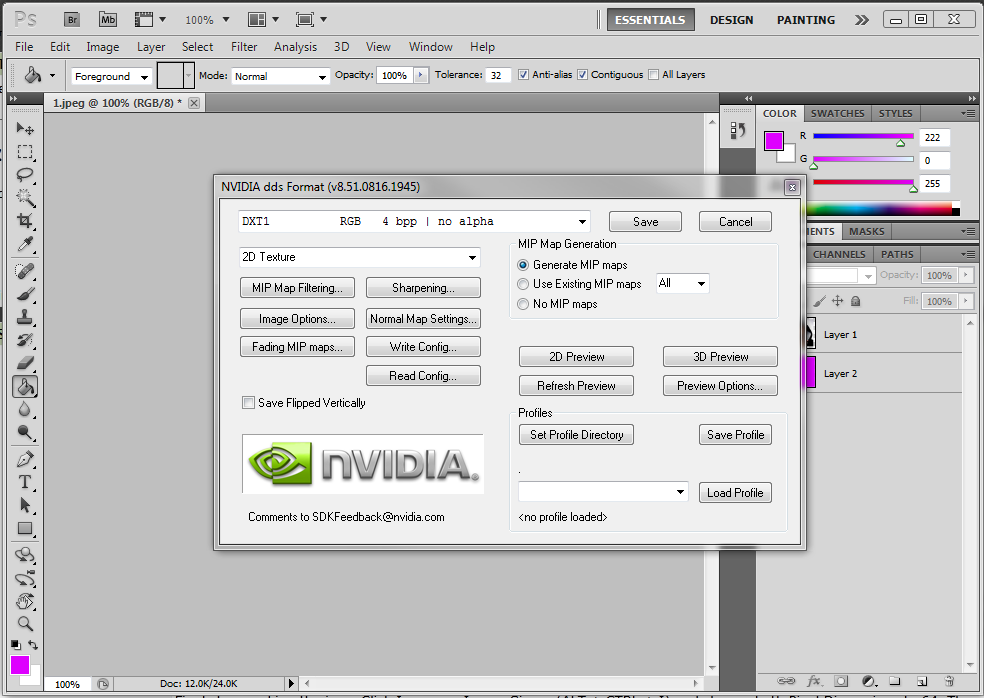 Ps Br Mb 100% ESSENTIALS DESIGN PAINTING
File Edit Image Layer Select Filter Analysis 3D View Window Help
Foreground Mode: Normal Opacity: 100% Tolerance: 32 Anti-alias Contiguous All Layers
1.jpeg @ 100% (RGB/8) *
COLOR SWATCHES STYLES
R 222
G 0
255
MASKS
CHANNELS PATHS
Opacity: 100%
Fill: 100%
Layer 1
Layer 2
NVIDIA dds Format (v8.51.0816.1945)
DXT1 RGB 4 bpp | no alpha
Save
Cancel
2D Texture
MIP Map Generation
Generate MIP maps
Use Existing MIP maps
All
No MIP maps
MIP Map Filtering...
Sharpening...
Image Options...
Normal Map Settings...
Fading MIP maps...
Write Config...
Read Config...
2D Preview
3D Preview
Refresh Preview
Preview Options...
Save Flipped Vertically
Profiles
Set Profile Directory
Save Profile
.
Load Profile
<no profile loaded>
NVIDIA.
Comments to SDKFeedback@nvidia.com
T
100%
Doc: 12.0K/24.0K
fx